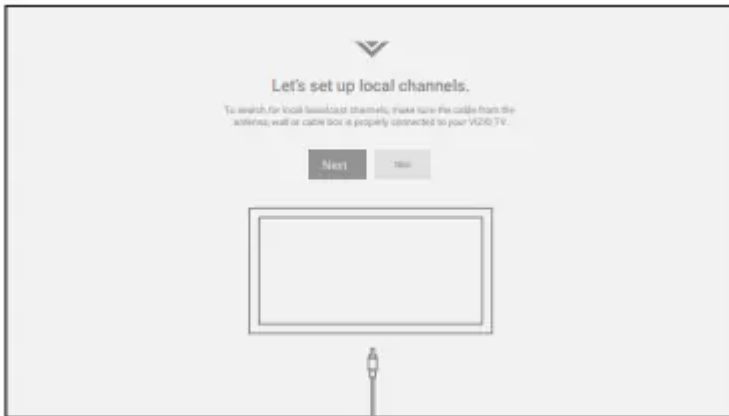 Let's set up local channels.
To search for local broadcast channels, make sure the cable from the
antenna, wall or cable box is properly connected to your VIZIO TV.
Next